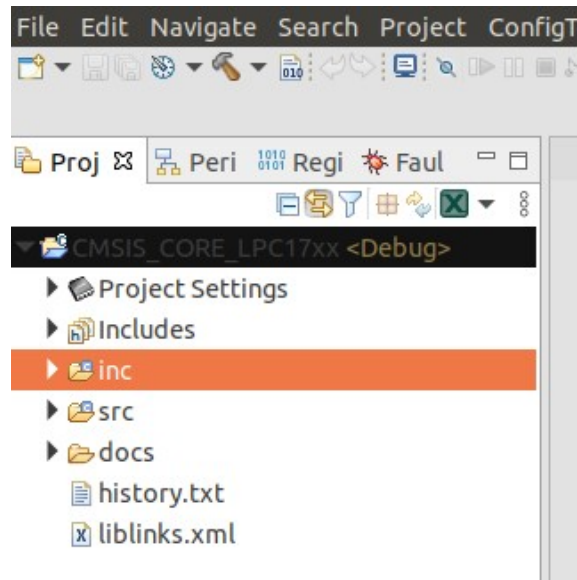 File Edit Navigate Search Project ConfigT
Proj Peri Regi Faul
CMSIS_CORE_LPC17xx <Debug>
Project Settings
Includes
inc
src
docs
history.txt
liblinks.xml